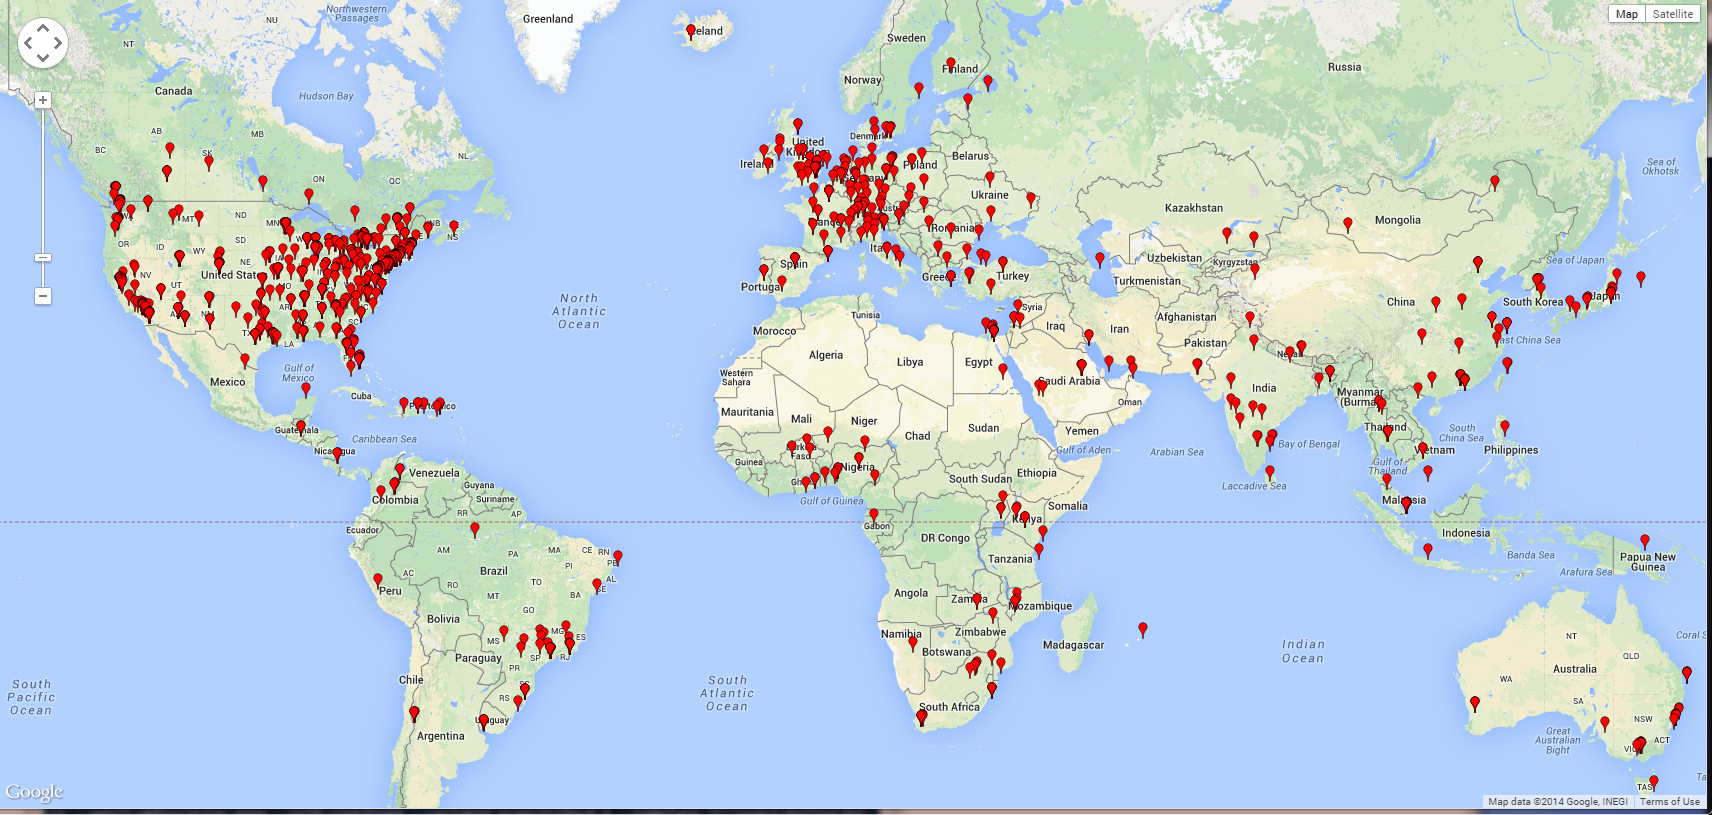 Greenland
Northwestern
Passages
NU
NT
Canada
Hudson Bay
AB
MB
BC
SK
NL
ON
QC
NB
NS
WA
MT
ND
MN
OR
ID
SD
WY
NE
IA
NV
United States
UT
AR
NM
SC
LA
Gulf of
Mexico
Mexico
Cuba
Puerto Rico
Guatemala
Caribbean Sea
Nicaragua
Venezuela
Guyana
Suriname
Colombia
RR
AP
Ecuador
AM
PA
MA
CE
RN
PI
PB
Brazil
AC
TO
AL
SE
Peru
RO
MT
BA
GO
Bolivia
MS
MG
ES
Paraguay
SP
RJ
PR
Chile
SC
RS
Uruguay
Argentina
South
Pacific
Ocean
North
Atlantic
Ocean
South
Atlantic
Ocean
Iceland
Sweden
Finland
Norway
Russia
Denmark
United
Kingdom
Ireland
Belarus
Poland
Germany
Ukraine
Austria
France
Romania
Italy
Spain
Portugal
Greece
Turkey
Kazakhstan
Mongolia
Uzbekistan
Kyrgyzstan
Turkmenistan
Sea of
Okhotsk
Sea of Japan
South Korea
Japan
China
East China Sea
Tunisia
Morocco
Syria
Iraq
Iran
Afghanistan
Pakistan
Nepal
Algeria
Libya
Egypt
Western
Sahara
Saudi Arabia
India
Myanmar
(Burma)
Oman
Mauritania
Mali
Niger
Chad
Sudan
Yemen
Gulf of Aden
Arabian Sea
Bay of Bengal
Thailand
South
China Sea
Vietnam
Philippines
Guinea
Burkina
Faso
Nigeria
Gh
Gulf of Guinea
South Sudan
Ethiopia
Somalia
Laccadive Sea
Gulf of
Thailand
Malaysia
Gabon
DR Congo
Kenya
Tanzania
Indonesia
Banda Sea
Arafura Sea
Papua New
Guinea
Angola
Zambia
Mozambique
Namibia
Zimbabwe
Botswana
Madagascar
South Africa
Indian
Ocean
Coral S
NT
QLD
Australia
WA
SA
NSW
Great
Australian
Bight
VIC
ACT
TAS
Ta
Map
Satellite
Google
Map data ©2014 Google, INEGI
Terms of Use